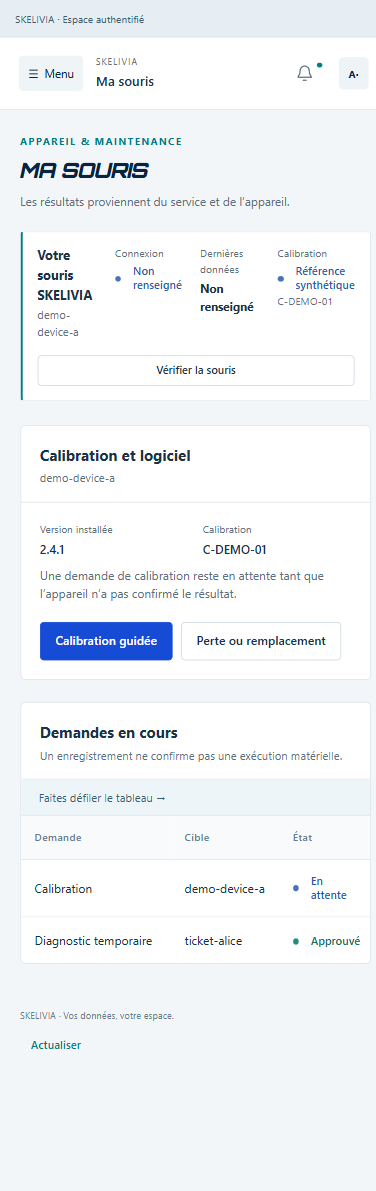 SKELIVIA · Espace authentifié
☰ Menu
SKELIVIA
Ma souris
A·
APPAREIL & MAINTENANCE
MA SOURIS
Les résultats proviennent du service et de l’appareil.
Votre
souris
SKELIVIA
demo-
device-a
Connexion
Non
renseigné
Dernières
données
Non
renseigné
Calibration
Référence
synthétique
C-DEMO-01
Vérifier la souris
Calibration et logiciel
demo-device-a
Version installée
2.4.1
Calibration
C-DEMO-01
Une demande de calibration reste en attente tant que
l’appareil n’a pas confirmé le résultat.
Calibration guidée
Perte ou remplacement
Demandes en cours
Un enregistrement ne confirme pas une exécution matérielle.
Faites défiler le tableau →
Demande Cible État
Calibration demo-device-a En
attente
Diagnostic temporaire ticket-alice Approuvé
SKELIVIA · Vos données, votre espace.
Actualiser